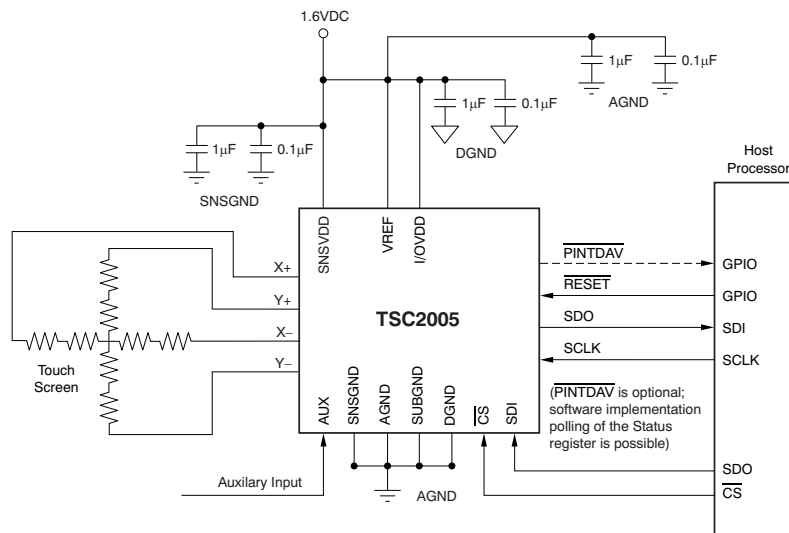 1.6VDC
1μF
0.1μF
AGND
1μF
0.1μF
DGND
1μF
0.1μF
SNSGND
Host
Processor
SNSVDD
VREF
I/OVDD
X+
Y+
X−
Y−
TSC2005
PINTDAV
GPIO
RESET
GPIO
SDO
SDI
SCLK
SCLK
Touch
Screen
AUX
SNSGND
AGND
SUBGND
DGND
CS
SDI
(PINTDAV is optional;
software implementation
polling of the Status
register is possible)
SDO
Auxilary Input
AGND
CS